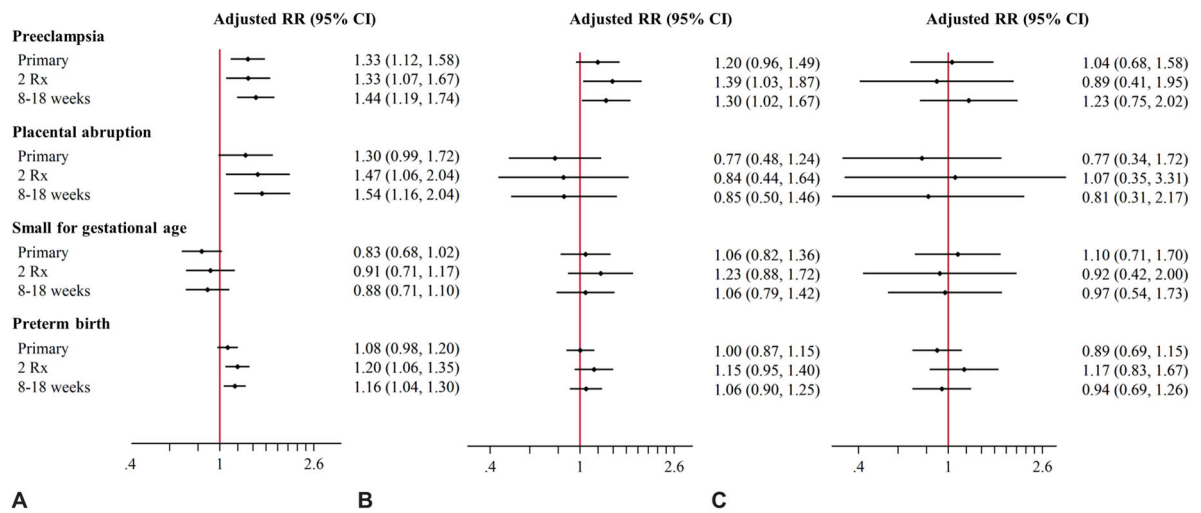 Adjusted RR (95% CI) Adjusted RR (95% CI) Adjusted RR (95% CI)
Preeclampsia
Primary 1.33 (1.12, 1.58) 1.20 (0.96, 1.49) 1.04 (0.68, 1.58)
2 Rx 1.33 (1.07, 1.67) 1.39 (1.03, 1.87) 0.89 (0.41, 1.95)
8-18 weeks 1.44 (1.19, 1.74) 1.30 (1.02, 1.67) 1.23 (0.75, 2.02)
Placental abruption
Primary 1.30 (0.99, 1.72) 0.77 (0.48, 1.24) 0.77 (0.34, 1.72)
2 Rx 1.47 (1.06, 2.04) 0.84 (0.44, 1.64) 1.07 (0.35, 3.31)
8-18 weeks 1.54 (1.16, 2.04) 0.85 (0.50, 1.46) 0.81 (0.31, 2.17)
Small for gestational age
Primary 0.83 (0.68, 1.02) 1.06 (0.82, 1.36) 1.10 (0.71, 1.70)
2 Rx 0.91 (0.71, 1.17) 1.23 (0.88, 1.72) 0.92 (0.42, 2.00)
8-18 weeks 0.88 (0.71, 1.10) 1.06 (0.79, 1.42) 0.97 (0.54, 1.73)
Preterm birth
Primary 1.08 (0.98, 1.20) 1.00 (0.87, 1.15) 0.89 (0.69, 1.15)
2 Rx 1.20 (1.06, 1.35) 1.15 (0.95, 1.40) 1.17 (0.83, 1.67)
8-18 weeks 1.16 (1.04, 1.30) 1.06 (0.90, 1.25) 0.94 (0.69, 1.26)
.4 1 2.6 .4 1 2.6 .4 1 2.6
A B C